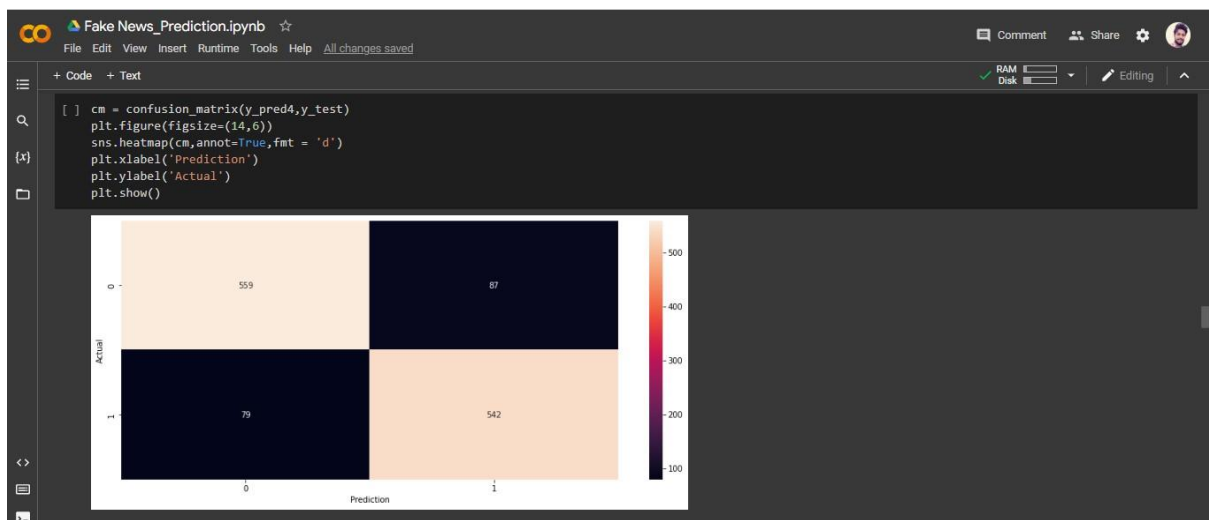 CO
Fake News_Prediction.ipynb
File Edit View Insert Runtime Tools Help All changes saved
Comment Share
+ Code + Text
RAM
Disk
Editing
[ ] cm = confusion_matrix(y_pred4,y_test)
plt.figure(figsize=(14,6))
sns.heatmap(cm,annot=True,fmt = 'd')
plt.xlabel('Prediction')
plt.ylabel('Actual')
plt.show()
{x}
559 87
79 542
0
1
Actual
0 1
Prediction
500
400
300
200
100
<>